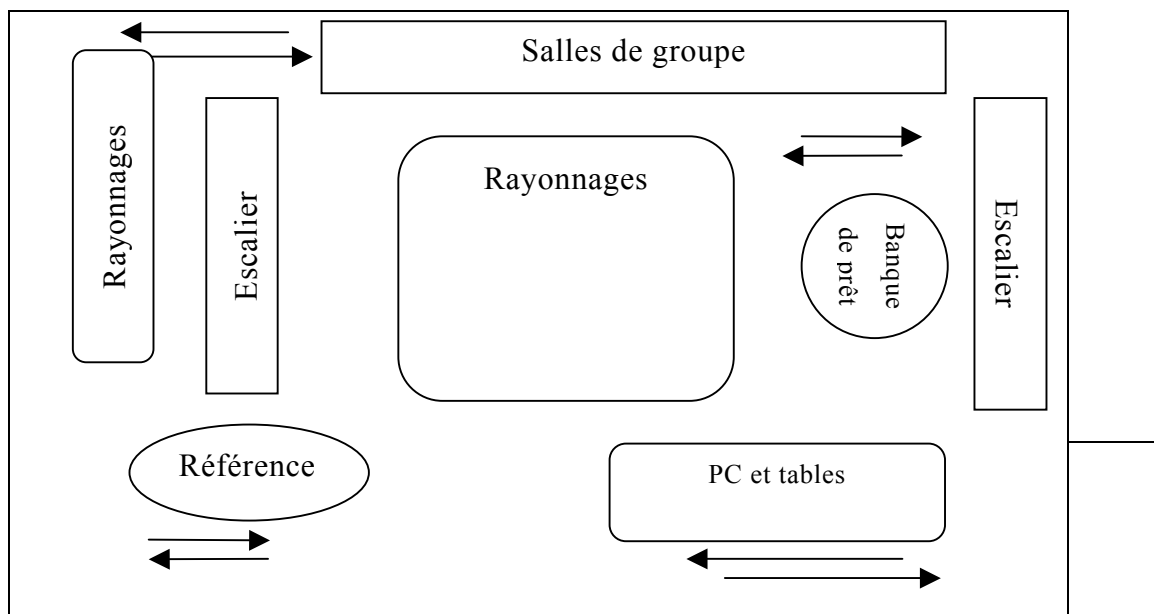 Salles de groupe
Rayonnages
Escalier
Rayonnages
Banque
de prêt
Escalier
Référence
PC et tables